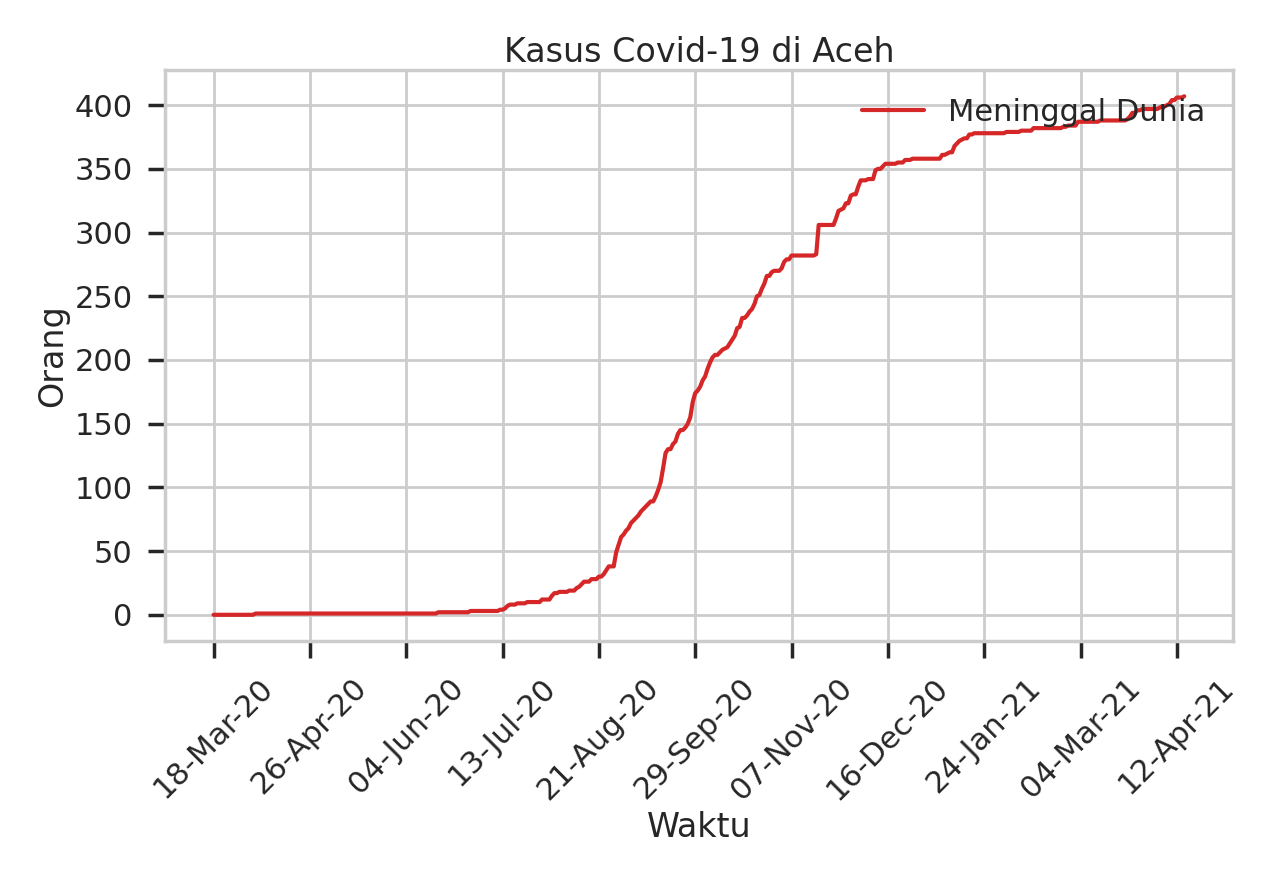 Kasus Covid-19 di Aceh
Meninggal Dunia
Orang
400
350
300
250
200
150
100
50
0
18-Mar-20
26-Apr-20
04-Jun-20
13-Jul-20
21-Aug-20
29-Sep-20
07-Nov-20
16-Dec-20
24-Jan-21
04-Mar-21
12-Apr-21
Waktu